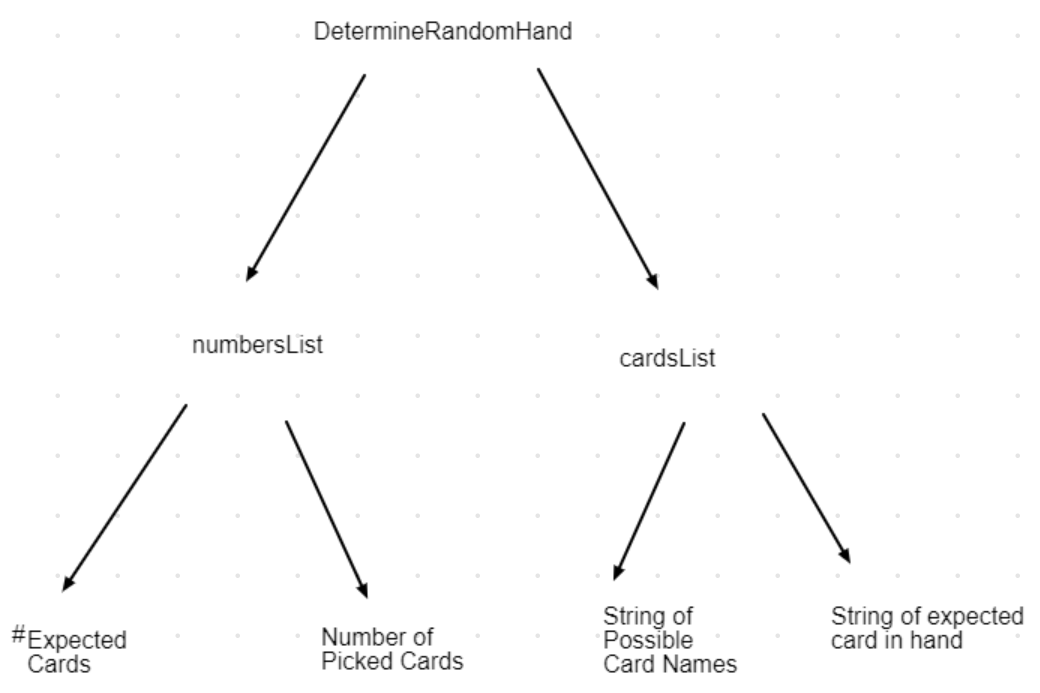 DetermineRandomHand
numbersList
cardsList
#Expected
Cards
Number of
Picked Cards
String of
Possible
Card Names
String of expected
card in hand